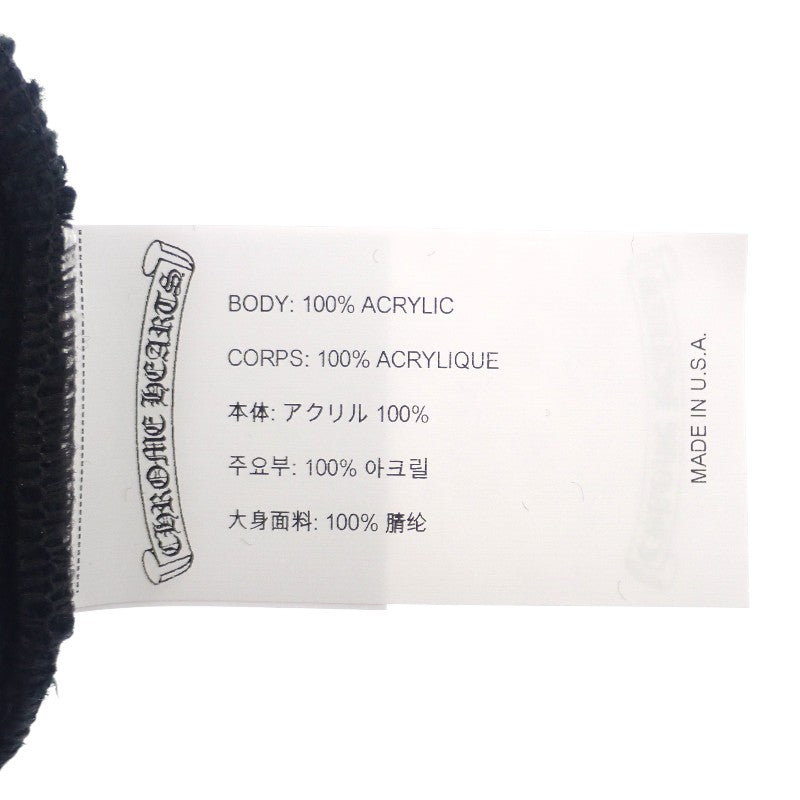 CHROME HEARTS
BODY: 100% ACRYLIC
CORPS: 100% ACRYLIQUE
本体: アクリル 100%
주요부: 100% 아크릴
大身面料: 100% 腈纶
MADE IN U.S.A.